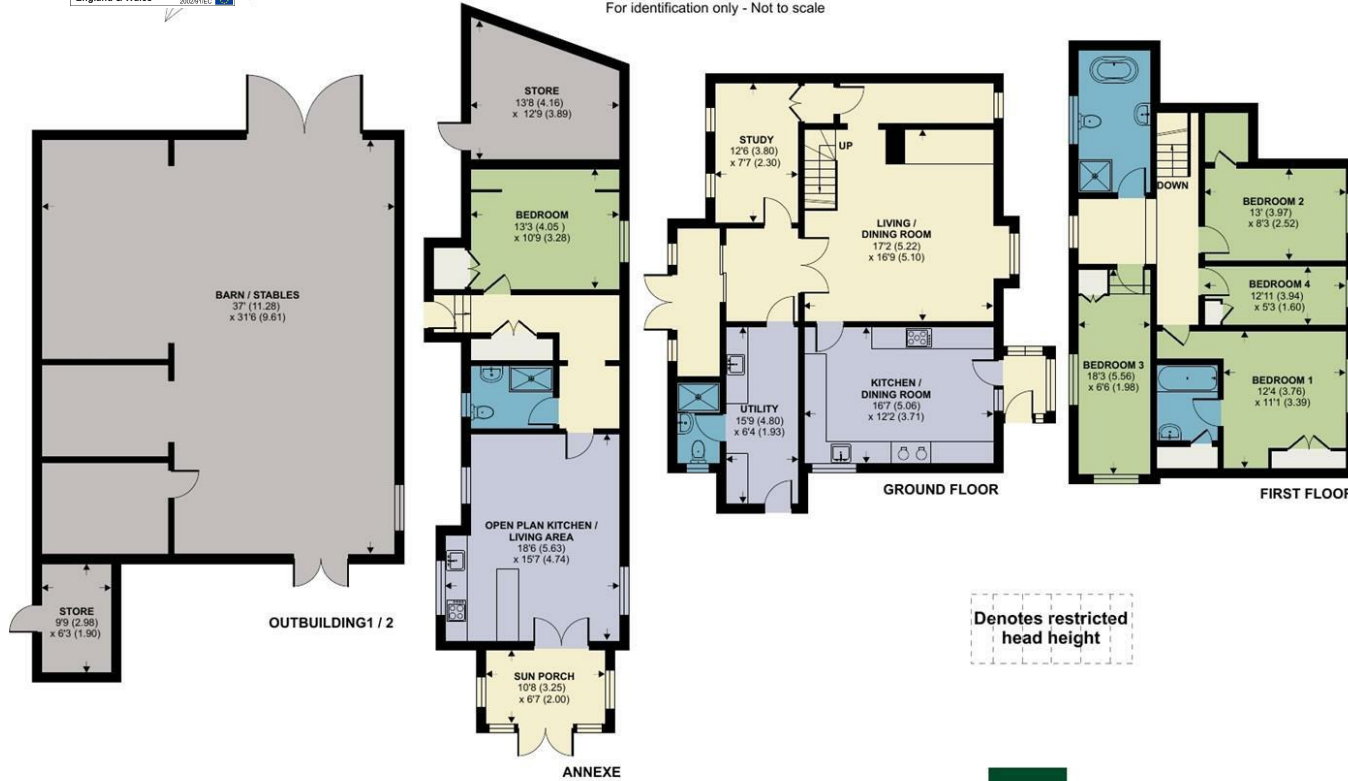 England & Wales
2002/91/EC
For identification only - Not to scale
STORE
13'8 (4.16)
x 12'9 (3.89)
BEDROOM
13'3 (4.05 )
x 10'9 (3.28)
BARN / STABLES
37' (11.28)
x 31'6 (9.61)
OPEN PLAN KITCHEN /
LIVING AREA
18'6 (5.63)
x 15'7 (4.74)
STORE
9'9 (2.98)
x 6'3 (1.90)
OUTBUILDING1 / 2
SUN PORCH
10'8 (3.25)
x 6'7 (2.00)
ANNEXE
STUDY
12'6 (3.80)
x 7'7 (2.30)
UP
LIVING /
DINING ROOM
17'2 (5.22)
x 16'9 (5.10)
KITCHEN /
DINING ROOM
16'7 (5.06)
x 12'2 (3.71)
UTILITY
15'9 (4.80)
x 6'4 (1.93)
GROUND FLOOR
DOWN
BEDROOM 2
13' (3.97)
x 8'3 (2.52)
BEDROOM 4
12'11 (3.94)
x 5'3 (1.60)
BEDROOM 3
18'3 (5.56)
x 6'6 (1.98)
BEDROOM 1
12'4 (3.76)
x 11'1 (3.39)
FIRST FLOOR
Denotes restricted
head height